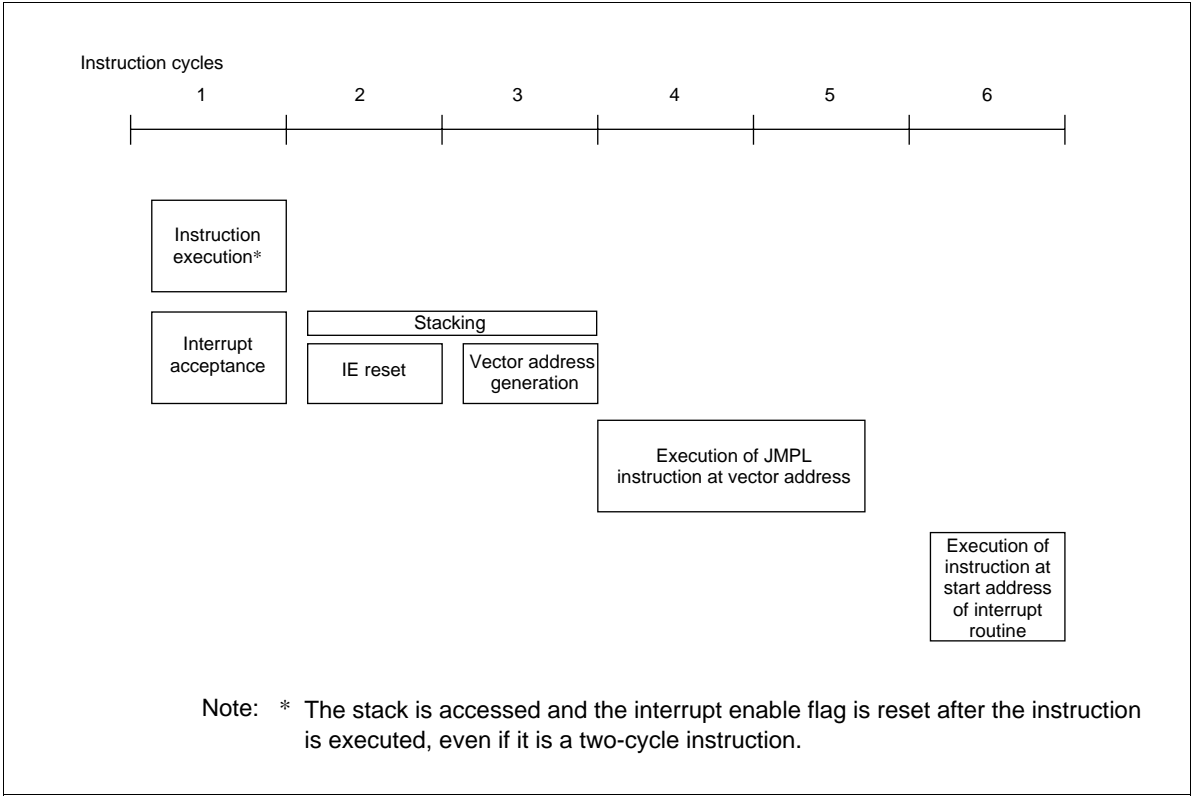 Instruction cycles
1 2 3 4 5 6
Instruction
execution*
Interrupt
acceptance
Stacking
IE reset
Vector address
generation
Execution of JMPL
instruction at vector address
Execution of
instruction at
start address
of interrupt
routine
Note: * The stack is accessed and the interrupt enable flag is reset after the instruction
is executed, even if it is a two-cycle instruction.